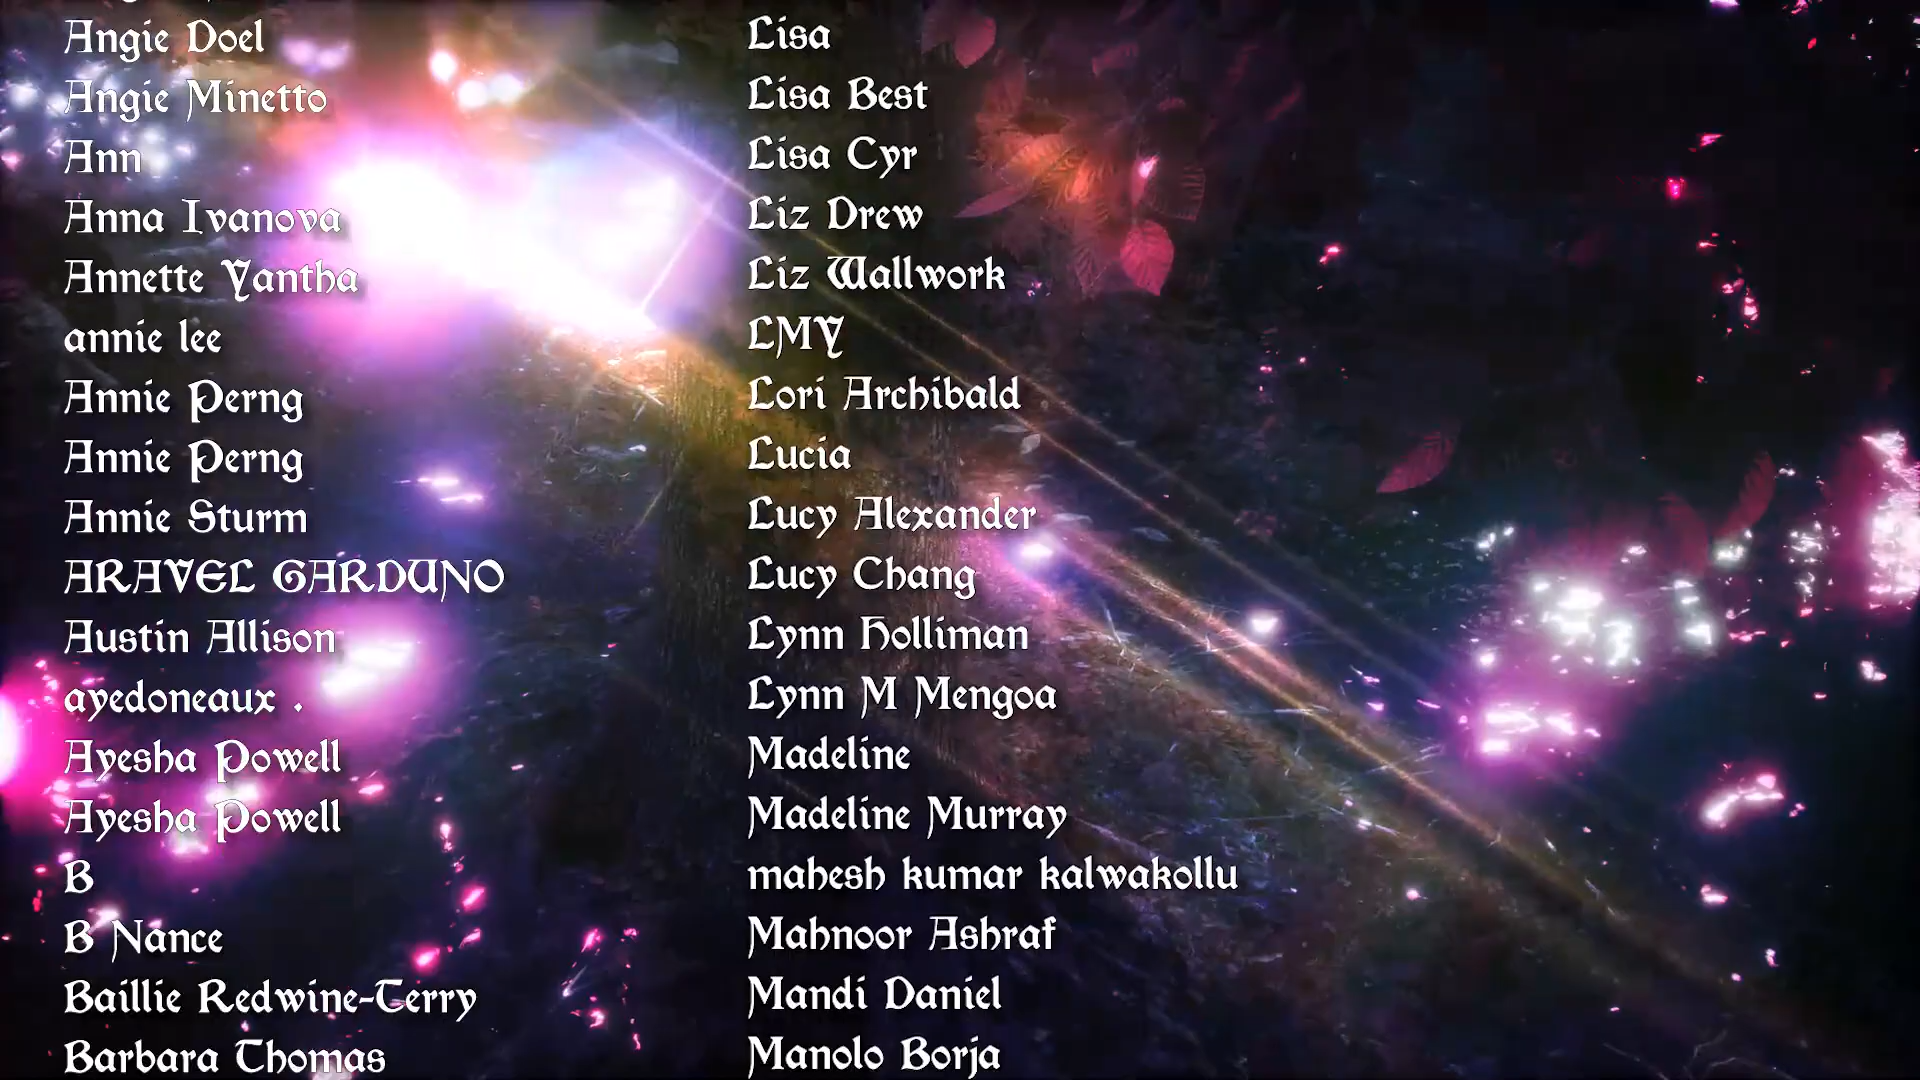 Angie Doel
Angie Minetto
Ann
Anna Ivanova
Annette Yantha
annie lee
Annie Perng
Annie Perng
Annie Sturm
ARAVEL GARDUNO
Austin Allison
ayedoneaux .
Ayesha Powell
Ayesha Powell
B
B Nance
Baillie Redwine-Terry
Barbara Thomas
Lisa
Lisa Best
Lisa Cyr
Liz Drew
Liz Wallwork
LMY
Lori Archibald
Lucia
Lucy Alexander
Lucy Chang
Lynn Holliman
Lynn M Mengoa
Madeline
Madeline Murray
mahesh kumar kalwakollu
Mahnoor Ashraf
Mandi Daniel
Manolo Borja